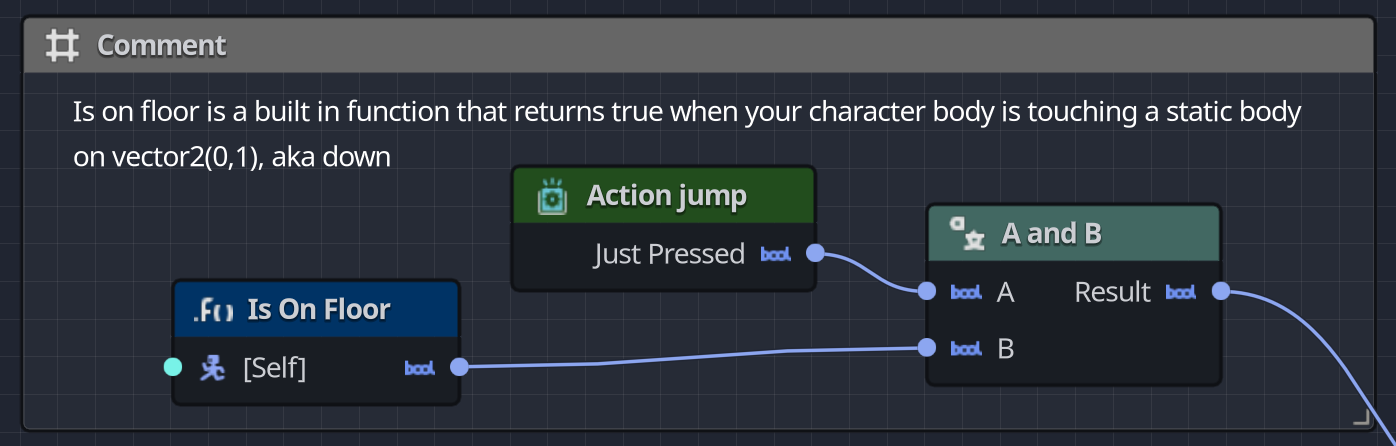 Comment
Is on floor is a built in function that returns true when your character body is touching a static body
on vector2(0,1), aka down
Action jump
Just Pressed bool
A and B
bool A Result bool
bool B
Is On Floor
[Self] bool